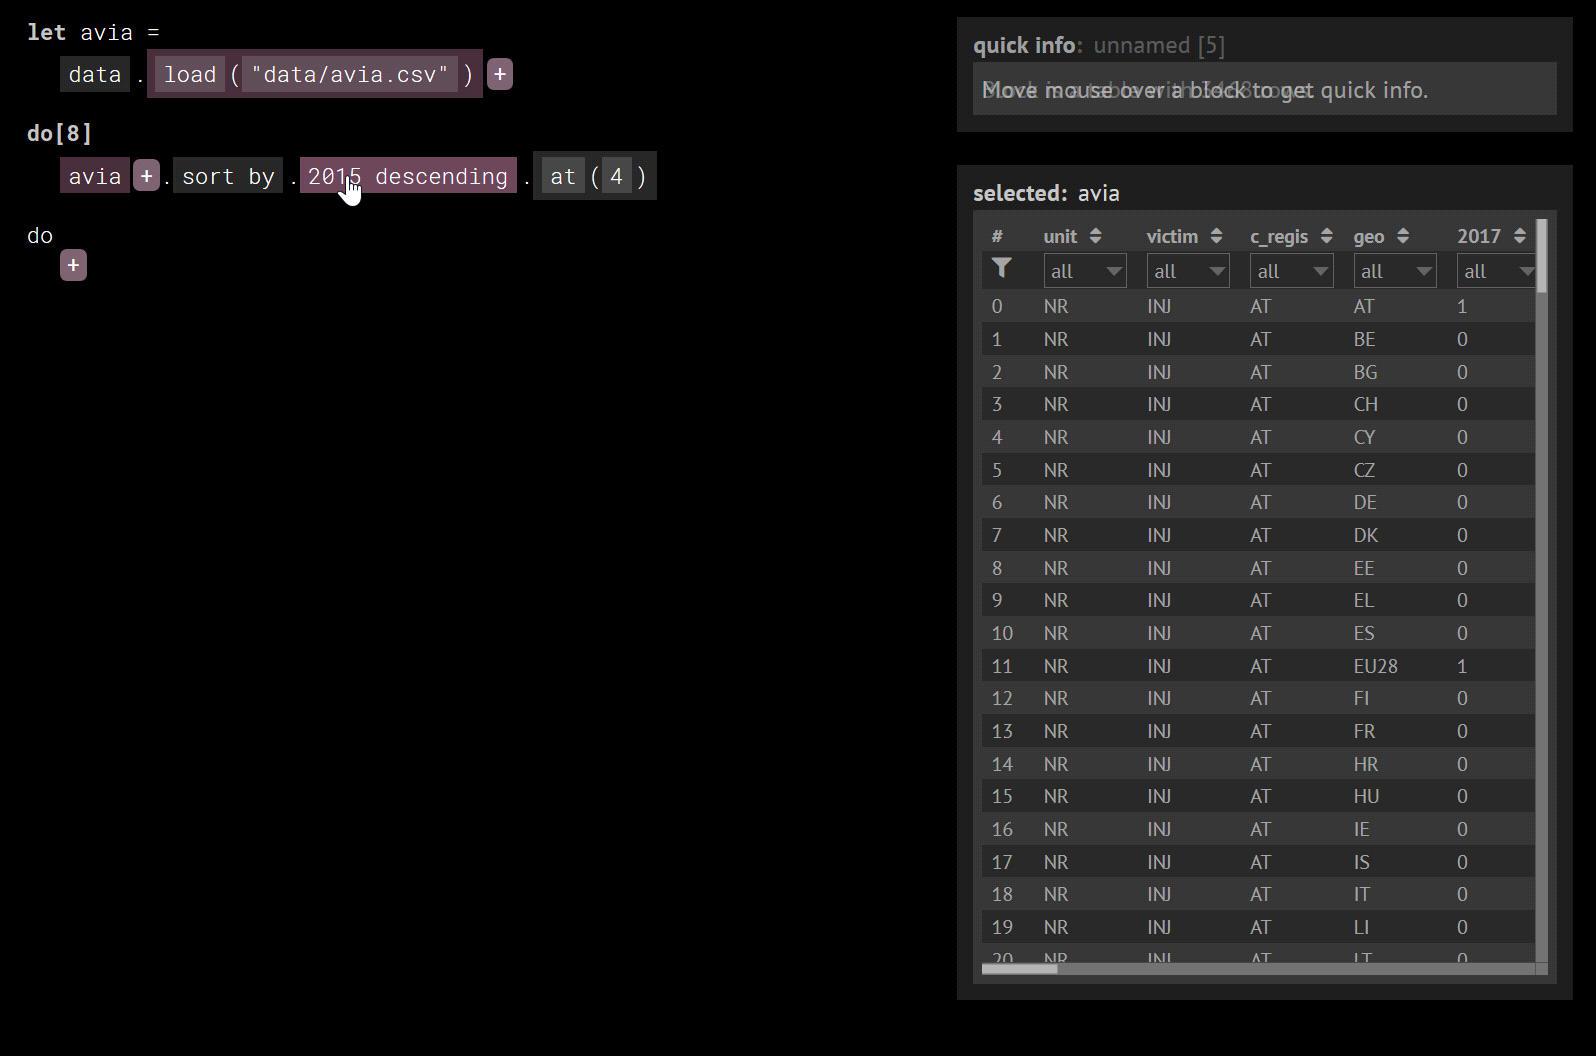 let avia =
data . load ( "data/avia.csv" ) +
do[8]
avia + . sort by . 2015 descending . at ( 4 )
do
+
quick info: unnamed [5]
Move mouse over a block to get quick info.
selected: avia
# unit victim c_regis geo 2017
all all all all all
0 NR INJ AT AT 1
1 NR INJ AT BE 0
2 NR INJ AT BG 0
3 NR INJ AT CH 0
4 NR INJ AT CY 0
5 NR INJ AT CZ 0
6 NR INJ AT DE 0
7 NR INJ AT DK 0
8 NR INJ AT EE 0
9 NR INJ AT EL 0
10 NR INJ AT ES 0
11 NR INJ AT EU28 1
12 NR INJ AT FI 0
13 NR INJ AT FR 0
14 NR INJ AT HR 0
15 NR INJ AT HU 0
16 NR INJ AT IE 0
17 NR INJ AT IS 0
18 NR INJ AT IT 0
19 NR INJ AT LI 0
20 NR INJ AT LT 0